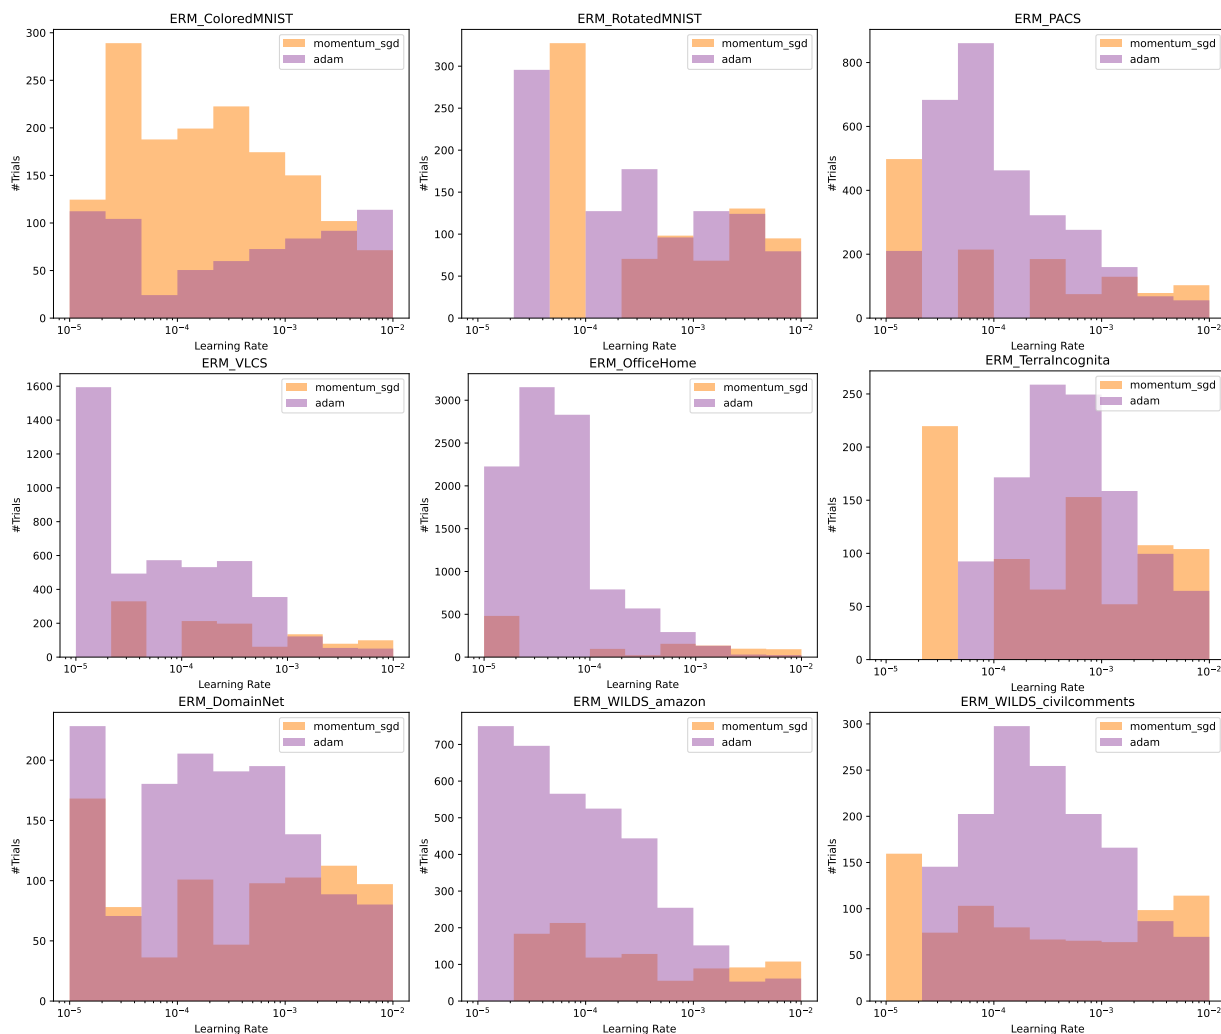 ERM_ColoredMNIST
momentum_sgd
adam
#Trials
300
250
200
150
100
50
0
10⁻⁵
10⁻⁴
10⁻³
10⁻²
Learning Rate
ERM_RotatedMNIST
momentum_sgd
adam
#Trials
300
250
200
150
100
50
0
10⁻⁵
10⁻⁴
10⁻³
10⁻²
Learning Rate
ERM_PACS
momentum_sgd
adam
#Trials
800
600
400
200
0
10⁻⁵
10⁻⁴
10⁻³
10⁻²
Learning Rate
ERM_VLCS
momentum_sgd
adam
#Trials
1600
1400
1200
1000
800
600
400
200
0
10⁻⁵
10⁻⁴
10⁻³
10⁻²
Learning Rate
ERM_OfficeHome
momentum_sgd
adam
#Trials
3000
2500
2000
1500
1000
500
0
10⁻⁵
10⁻⁴
10⁻³
10⁻²
Learning Rate
ERM_TerraIncognita
momentum_sgd
adam
#Trials
250
200
150
100
50
0
10⁻⁵
10⁻⁴
10⁻³
10⁻²
Learning Rate
ERM_DomainNet
momentum_sgd
adam
#Trials
200
150
100
50
0
10⁻⁵
10⁻⁴
10⁻³
10⁻²
Learning Rate
ERM_WILDS_amazon
momentum_sgd
adam
#Trials
700
600
500
400
300
200
100
0
10⁻⁵
10⁻⁴
10⁻³
10⁻²
Learning Rate
ERM_WILDS_civilcomments
momentum_sgd
adam
#Trials
300
250
200
150
100
50
0
10⁻⁵
10⁻⁴
10⁻³
10⁻²
Learning Rate